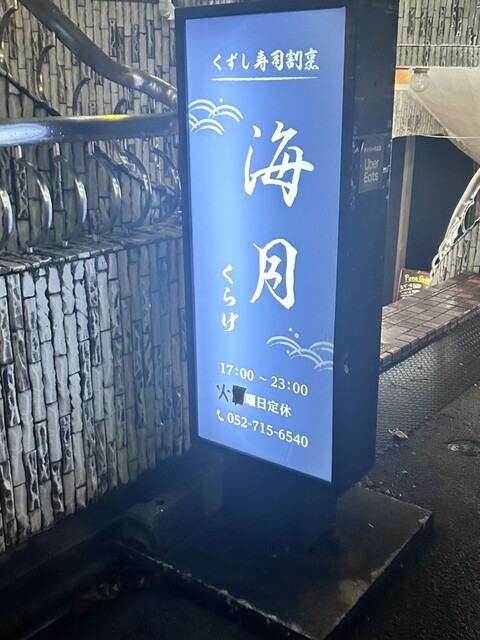 くずし寿司割烹
海月
くらげ
17:00 ~ 23:00
火曜日定休
052-715-6540
Uber
Eats